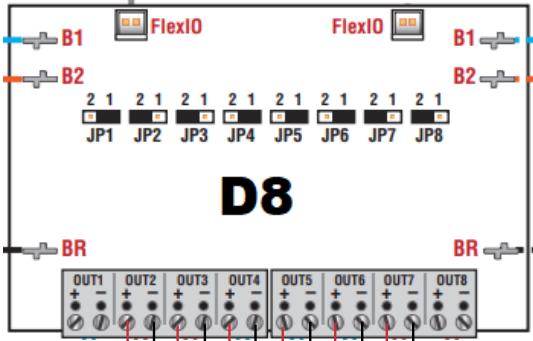 FlexIO FlexIO
B1 B1
B2 B2
2 1 2 1 2 1 2 1 2 1 2 1 2 1 2 1
JP1 JP2 JP3 JP4 JP5 JP6 JP7 JP8
D8
BR BR
OUT1 OUT2 OUT3 OUT4 OUT5 OUT6 OUT7 OUT8
+ − + − + − + − + − + − + − + −